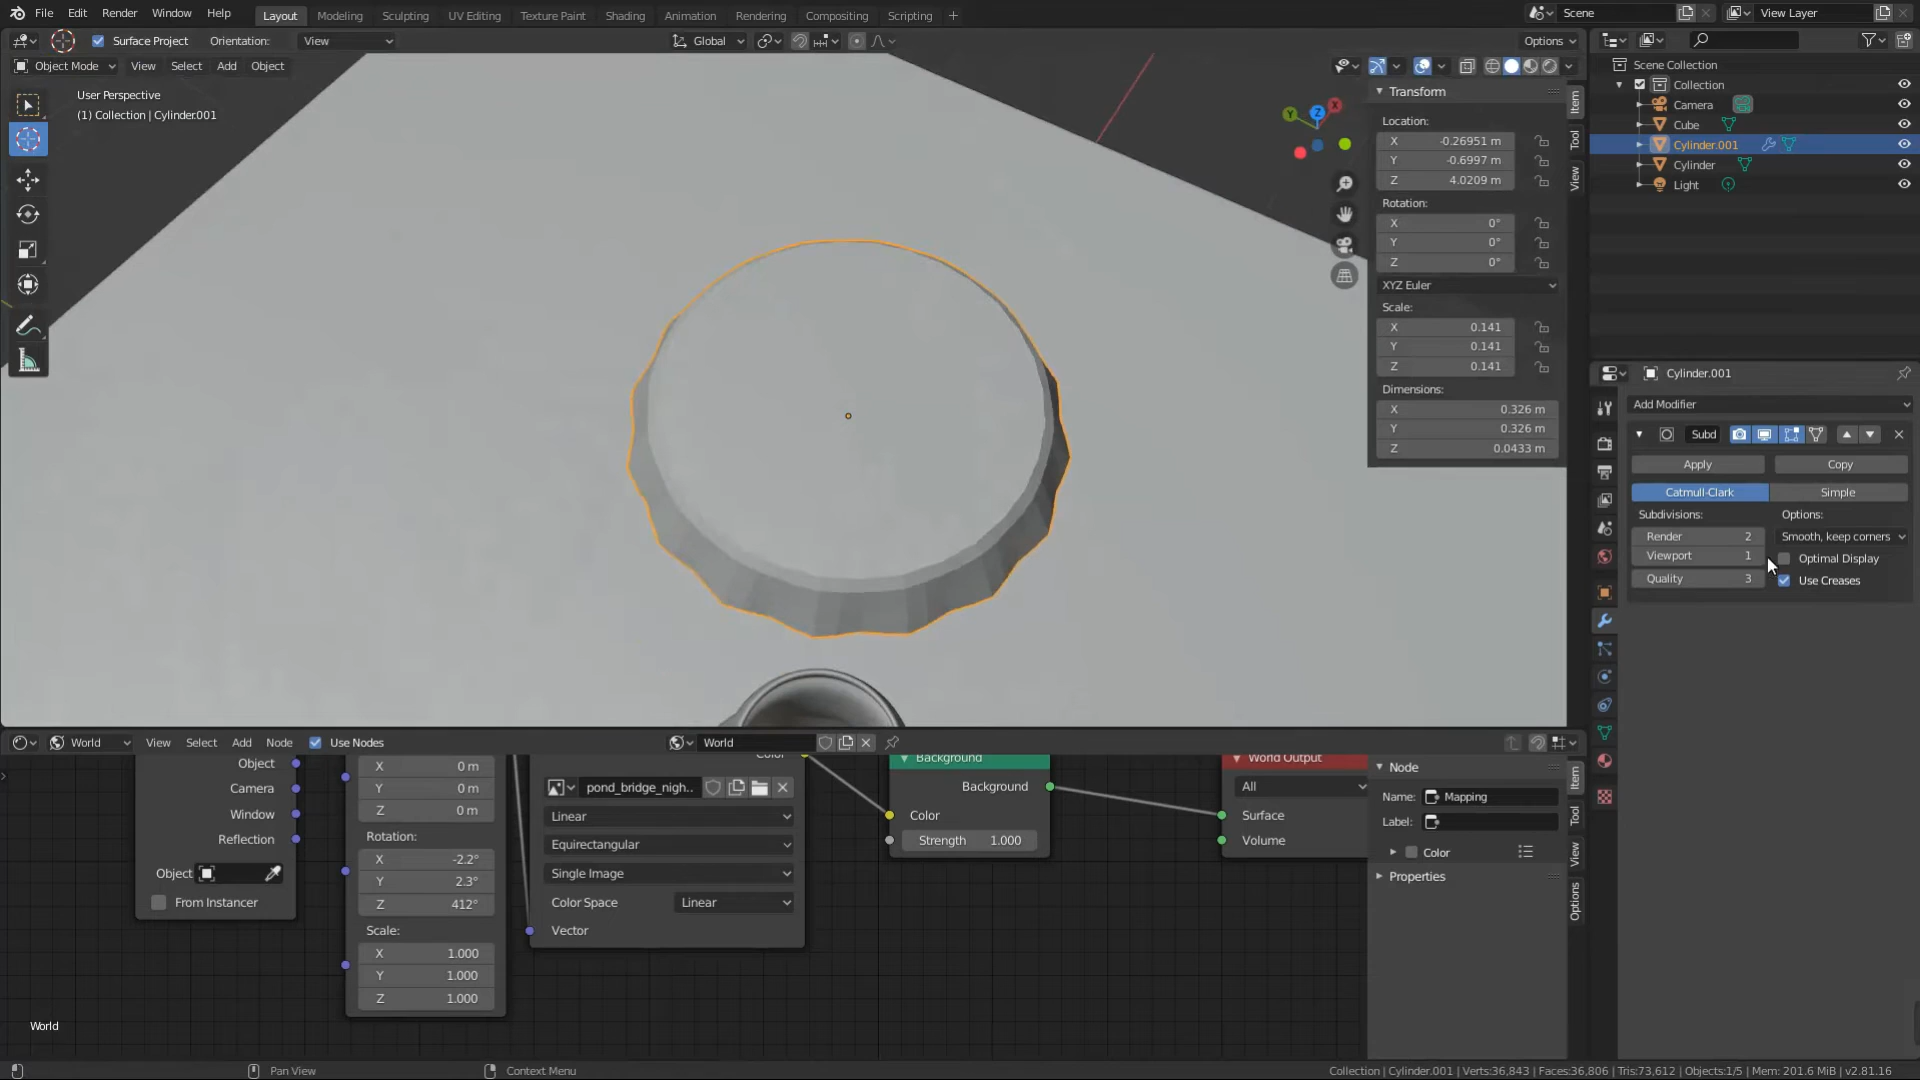 File Edit Render Window Help Layout Modeling Sculpting UV Editing Texture Paint Shading Animation Rendering Compositing Scripting Scene View Layer
Surface Project Orientation: View Global Options
Object Mode View Select Add Object
User Perspective
(1) Collection | Cylinder.001
Transform
Location:
X -0.26951 m
Y -0.6997 m
Z 4.0209 m
Rotation:
X 0°
Y 0°
Z 0°
XYZ Euler
Scale:
X 0.141
Y 0.141
Z 0.141
Dimensions:
X 0.326 m
Y 0.326 m
Z 0.0433 m
Item
Tool
View
Scene Collection
Collection
Camera
Cube
Cylinder.001
Cylinder
Light
Cylinder.001
Add Modifier
Subd
Apply Copy
Catmull-Clark Simple
Subdivisions: Options:
Render 2 Smooth, keep corners
Viewport 1 Optimal Display
Quality 3 Use Creases
World View Select Add Node Use Nodes World
Object
Camera
Window
Reflection
Object
From Instancer
X 0 m
Y 0 m
Z 0 m
Rotation:
X -2.2°
Y 2.3°
Z 412°
Scale:
X 1.000
Y 1.000
Z 1.000
Color
pond_bridge_nigh..
Linear
Equirectangular
Single Image
Color Space Linear
Vector
Background
Background
Color
Strength 1.000
World Output
All
Surface
Volume
Node
Name: Mapping
Label:
Color
Properties
Item
Tool
View
Options
World
Pan View Context Menu Collection | Cylinder.001 | Verts:36,843 | Faces:36,806 | Tris:73,612 | Objects:1/5 | Mem: 201.6 MiB | v2.81.16